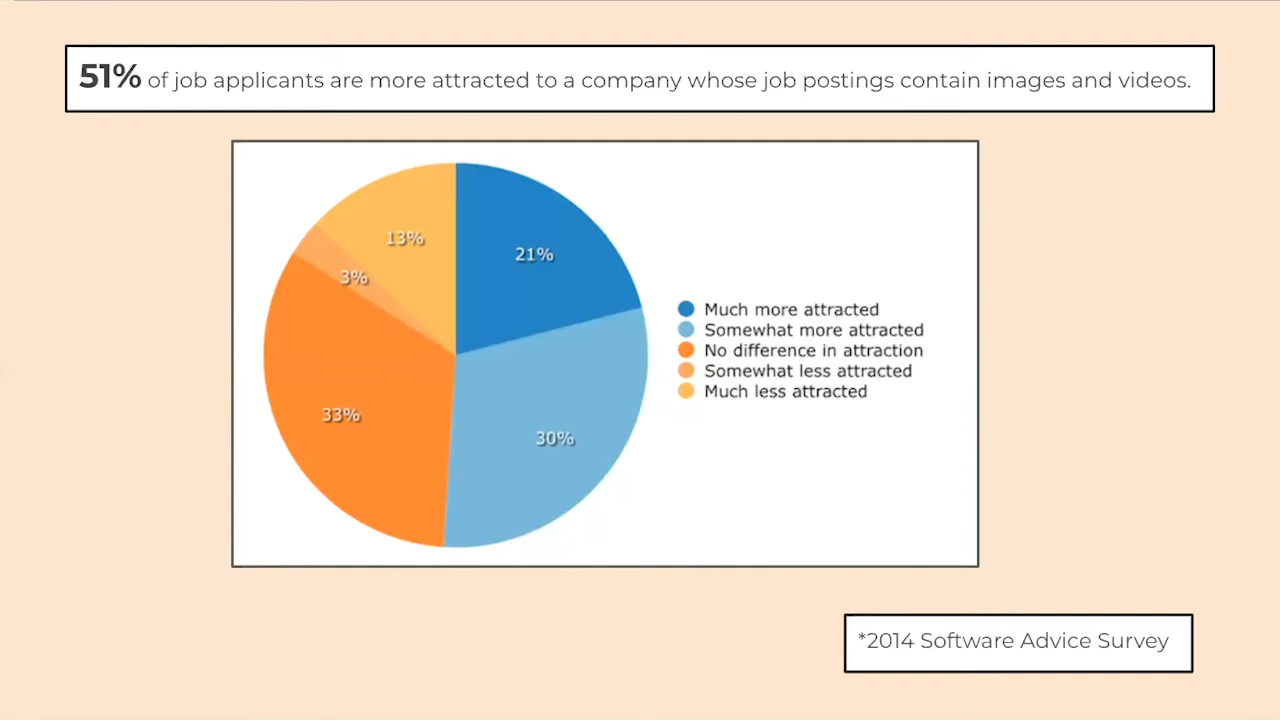 51% of job applicants are more attracted to a company whose job postings contain images and videos.
13%
21%
3%
33%
30%
Much more attracted
Somewhat more attracted
No difference in attraction
Somewhat less attracted
Much less attracted
*2014 Software Advice Survey